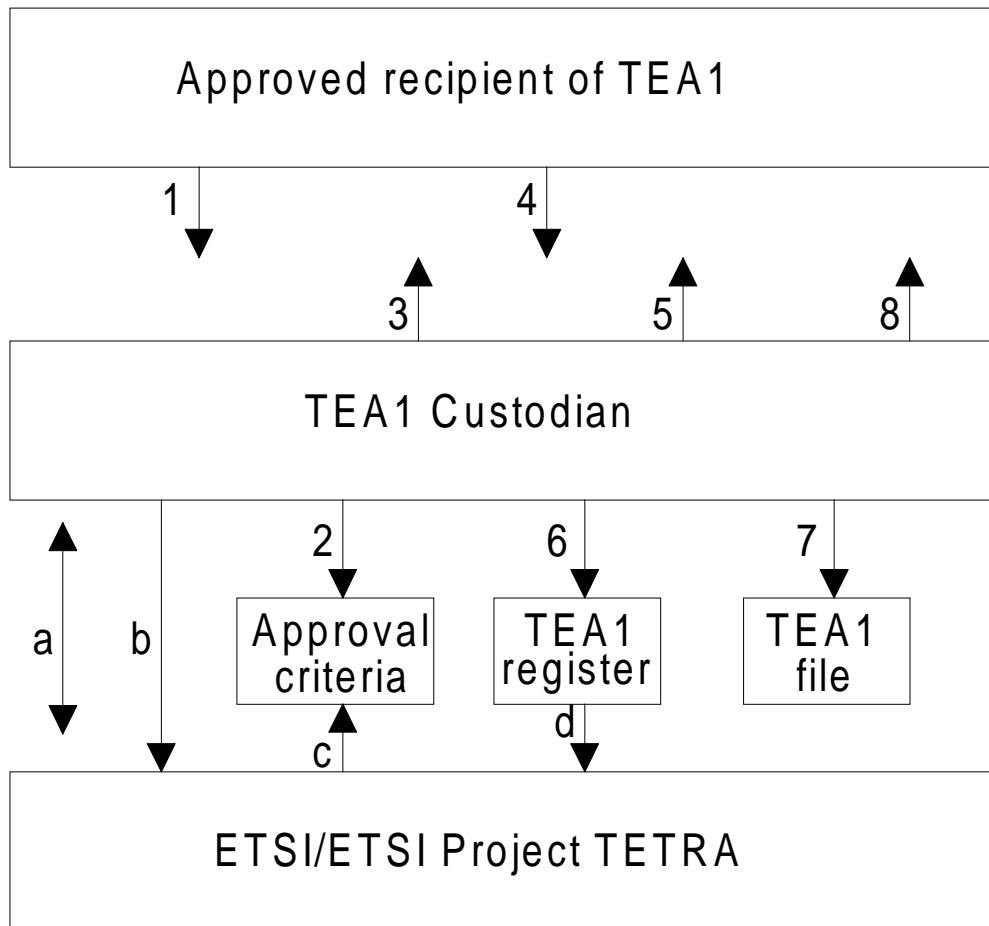 Approved recipient of TEA1
1
4
3
5
8
TEA1 Custodian
2
6
7
a
b
Approval
criteria
TEA1
register
TEA1
file
c
d
ETSI/ETSI Project TETRA